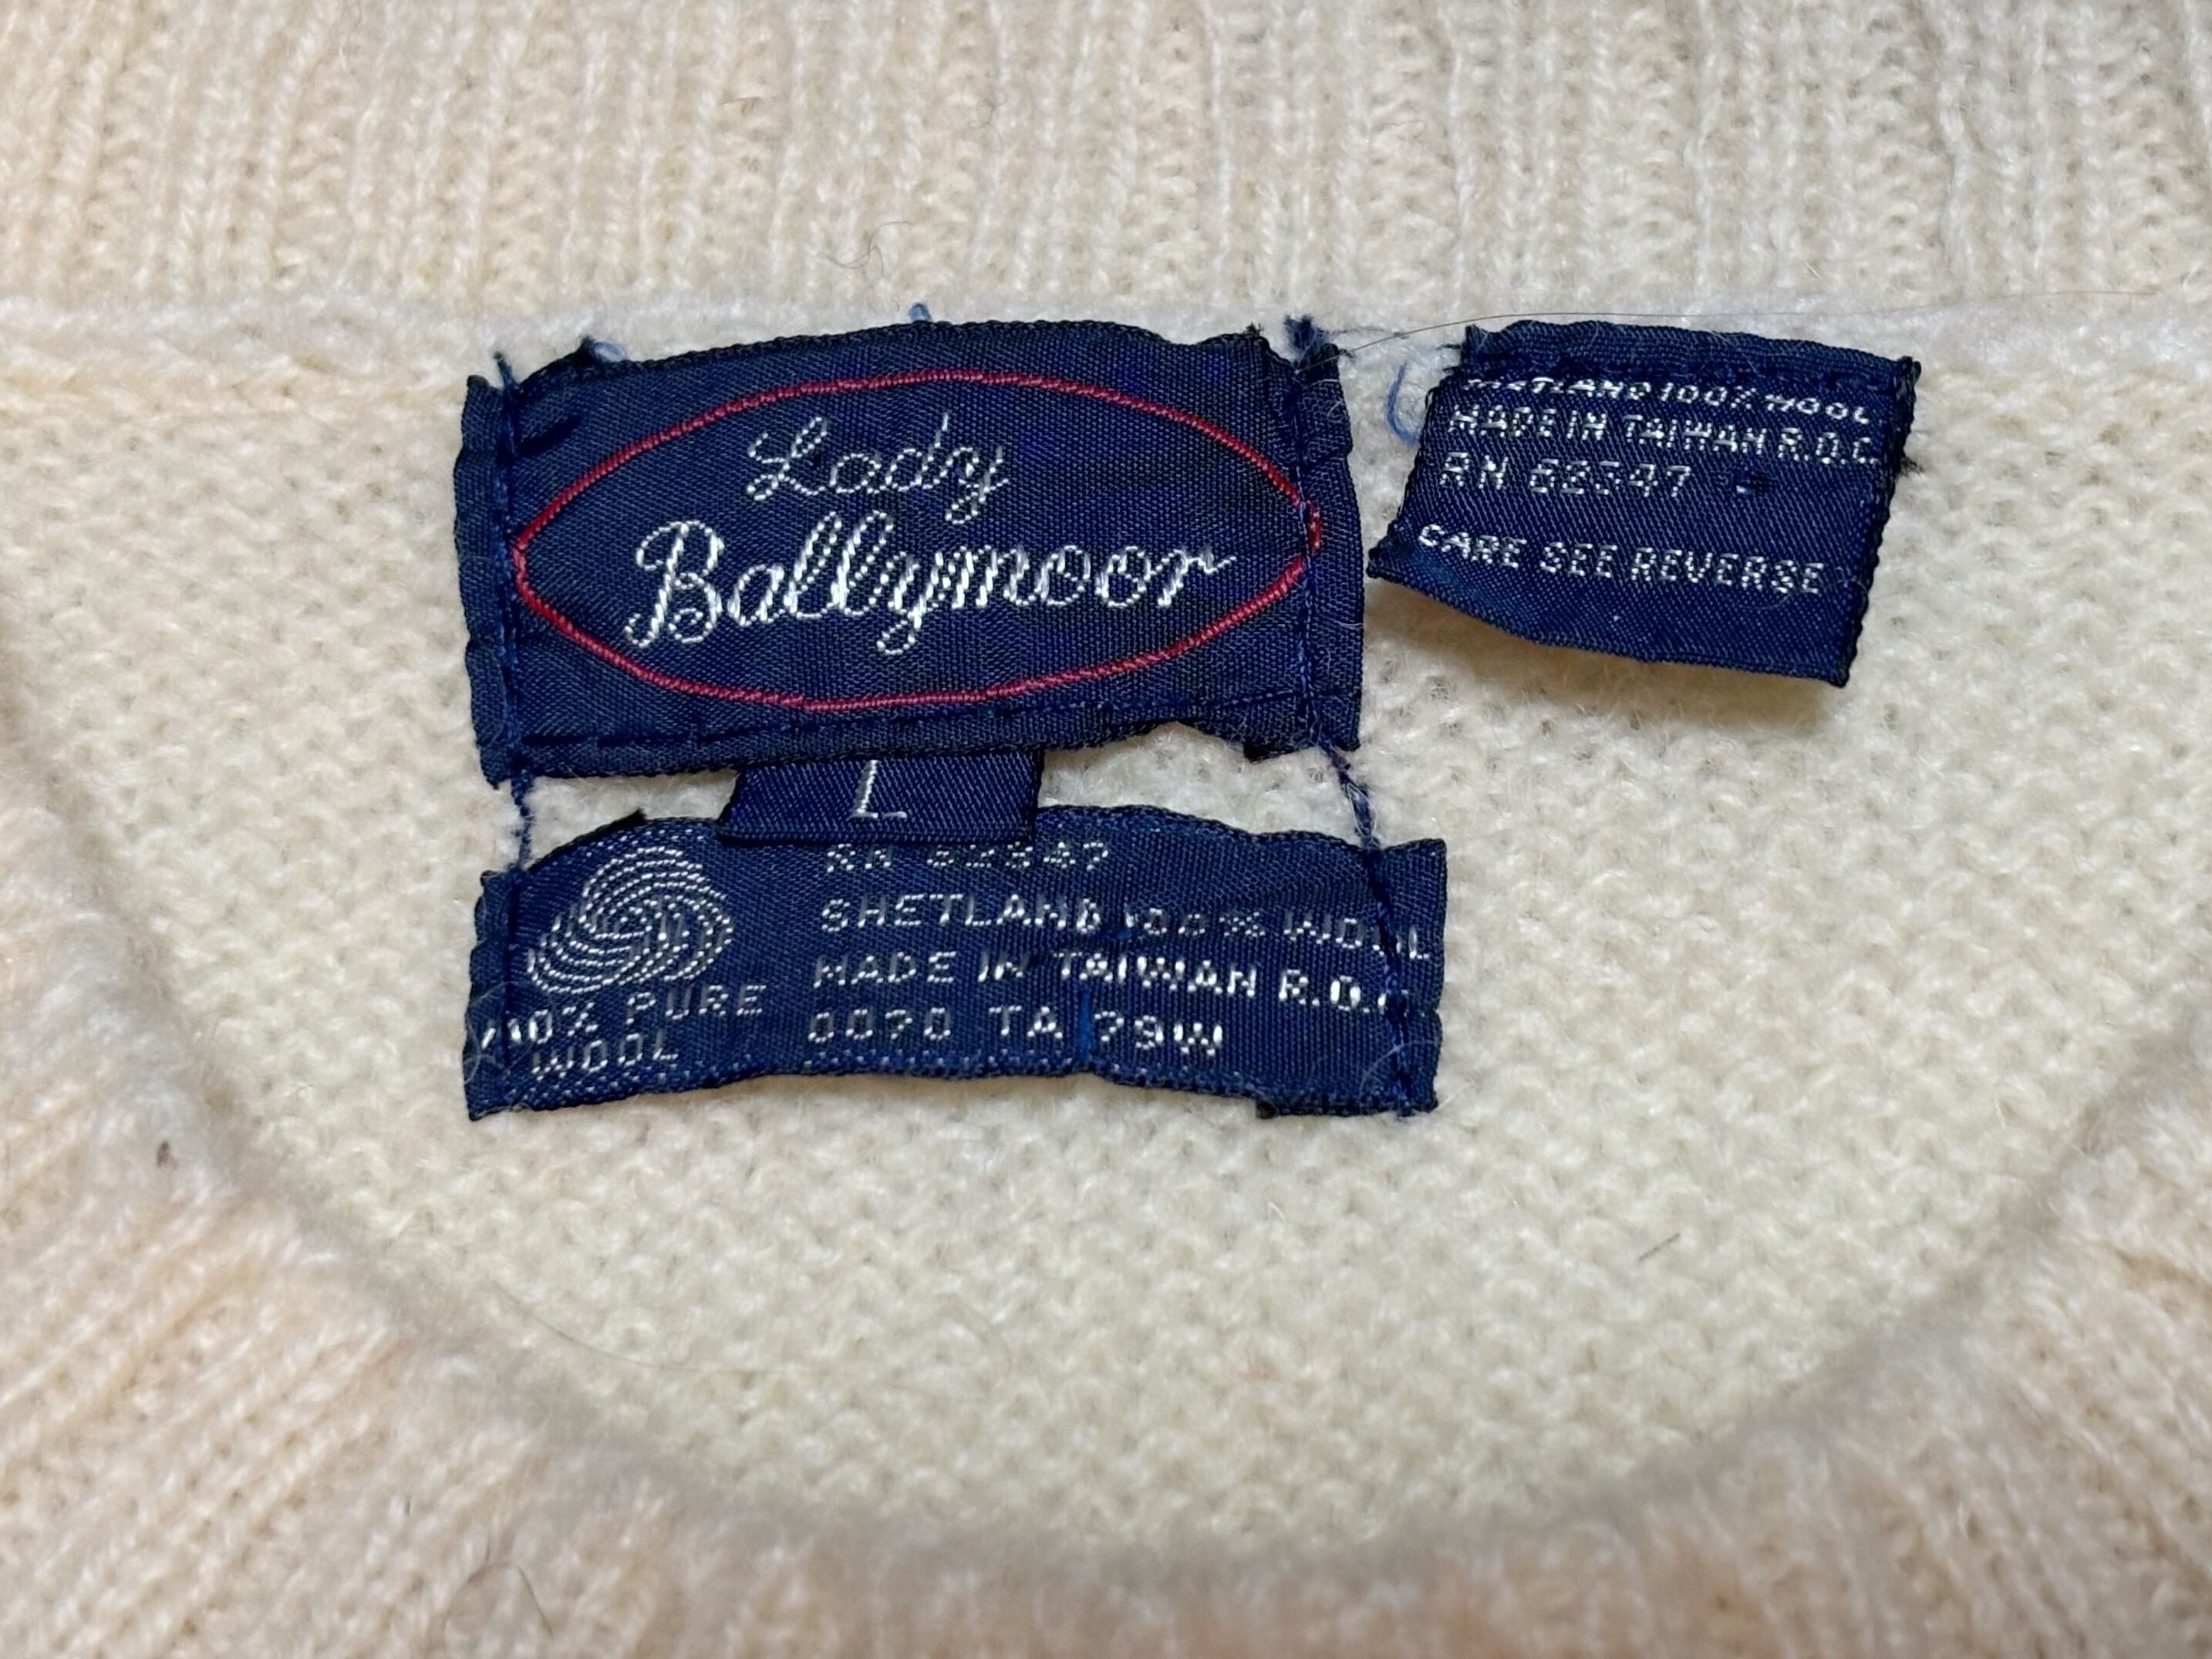 Lady
Ballymoor
L
RN 62347
SHETLAND 100% WOOL
MADE IN TAIWAN R.O.C.
0070 TA 79W
100% PURE
WOOL
SHETLAND 100% WOOL
MADE IN TAIWAN R.O.C.
RN
CARE SEE REVERSE